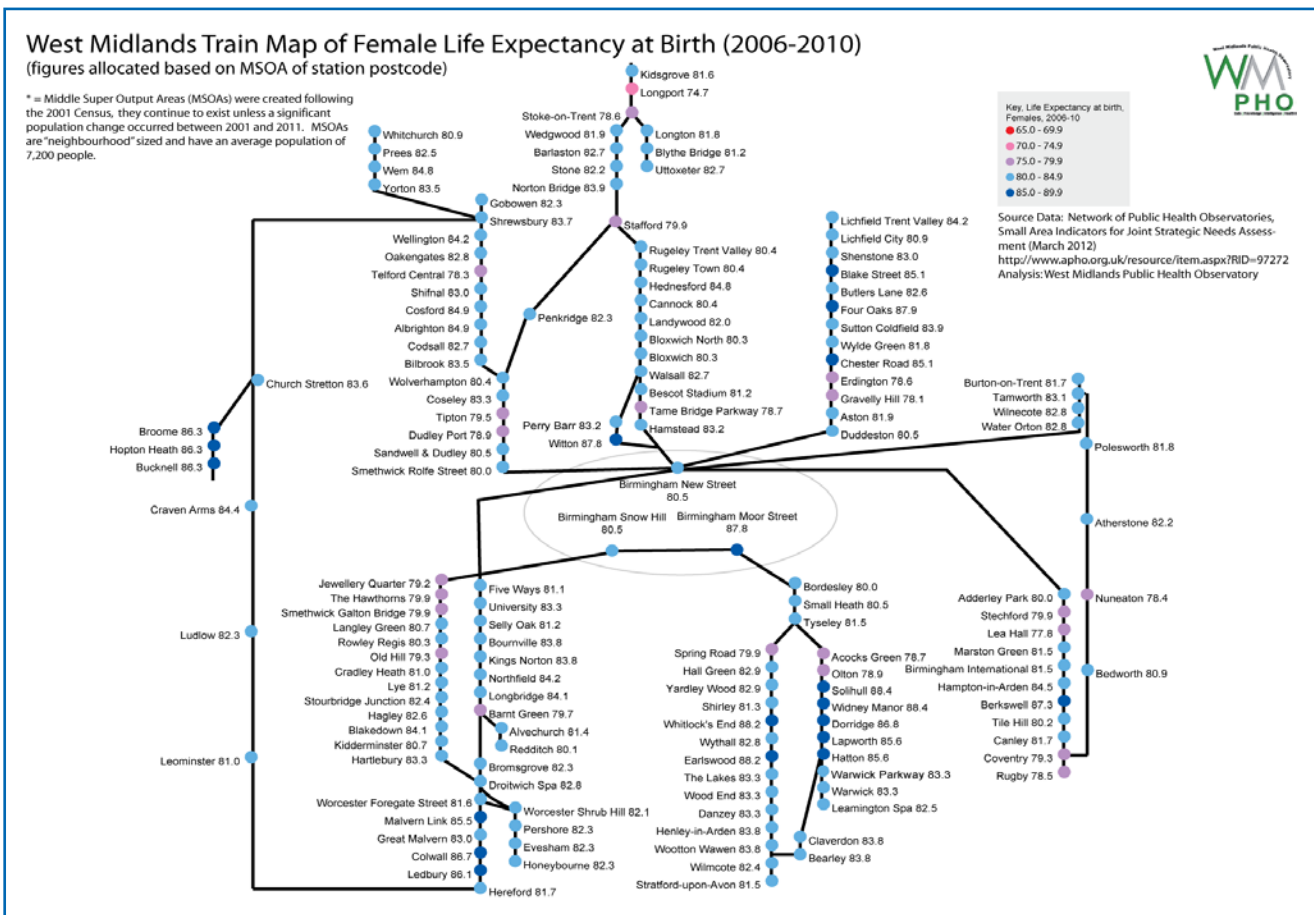 West Midlands Train Map of Female Life Expectancy at Birth (2006-2010)
(figures allocated based on MSOA of station postcode)
* = Middle Super Output Areas (MSOAs) were created following
the 2001 Census, they continue to exist unless a significant
population change occurred between 2001 and 2011. MSOAs
are "neighbourhood" sized and have an average population of
7,200 people.
West Midlands Public Health Observatory
WM
PHO
Key, Life Expectancy at birth,
Females, 2006-10
65.0 - 69.9
70.0 - 74.9
75.0 - 79.9
80.0 - 84.9
85.0 - 89.9
Source Data: Network of Public Health Observatories,
Small Area Indicators for Joint Strategic Needs Assess-
ment (March 2012)
http://www.apho.org.uk/resource/item.aspx?RID=97272
Analysis: West Midlands Public Health Observatory
Whitchurch 80.9
Prees 82.5
Wem 84.8
Yorton 83.5
Gobowen 82.3
Shrewsbury 83.7
Wellington 84.2
Oakengates 82.8
Telford Central 78.3
Shifnal 83.0
Cosford 84.9
Albrighton 84.9
Codsall 82.7
Bilbrook 83.5
Wolverhampton 80.4
Coseley 83.3
Tipton 79.5
Dudley Port 78.9
Sandwell & Dudley 80.5
Smethwick Rolfe Street 80.0
Kidsgrove 81.6
Longport 74.7
Stoke-on-Trent 78.6
Wedgwood 81.9
Barlaston 82.7
Stone 82.2
Norton Bridge 83.9
Longton 81.8
Blythe Bridge 81.2
Uttoxeter 82.7
Stafford 79.9
Penkridge 82.3
Rugeley Trent Valley 80.4
Rugeley Town 80.4
Hednesford 84.8
Cannock 80.4
Landywood 82.0
Bloxwich North 80.3
Bloxwich 80.3
Walsall 82.7
Bescot Stadium 81.2
Tame Bridge Parkway 78.7
Hamstead 83.2
Perry Barr 83.2
Witton 87.8
Lichfield Trent Valley 84.2
Lichfield City 80.9
Shenstone 83.0
Blake Street 85.1
Butlers Lane 82.6
Four Oaks 87.9
Sutton Coldfield 83.9
Wylde Green 81.8
Chester Road 85.1
Erdington 78.6
Gravelly Hill 78.1
Aston 81.9
Duddeston 80.5
Burton-on-Trent 81.7
Tamworth 83.1
Wilnecote 82.8
Water Orton 82.8
Polesworth 81.8
Atherstone 82.2
Nuneaton 78.4
Bedworth 80.9
Church Stretton 83.6
Broome 86.3
Hopton Heath 86.3
Bucknell 86.3
Craven Arms 84.4
Ludlow 82.3
Leominster 81.0
Birmingham New Street
80.5
Birmingham Snow Hill
80.5
Birmingham Moor Street
87.8
Jewellery Quarter 79.2
The Hawthorns 79.9
Smethwick Galton Bridge 79.9
Langley Green 80.7
Rowley Regis 80.3
Old Hill 79.3
Cradley Heath 81.0
Lye 81.2
Stourbridge Junction 82.4
Hagley 82.6
Blakedown 84.1
Kidderminster 80.7
Hartlebury 83.3
Five Ways 81.1
University 83.3
Selly Oak 81.2
Bournville 83.8
Kings Norton 83.8
Northfield 84.2
Longbridge 84.1
Barnt Green 79.7
Alvechurch 81.4
Redditch 80.1
Bromsgrove 82.3
Droitwich Spa 82.8
Worcester Foregate Street 81.6
Malvern Link 85.5
Great Malvern 83.0
Colwall 86.7
Ledbury 86.1
Hereford 81.7
Worcester Shrub Hill 82.1
Pershore 82.3
Evesham 82.3
Honeybourne 82.3
Bordesley 80.0
Small Heath 80.5
Tyseley 81.5
Spring Road 79.9
Hall Green 82.9
Yardley Wood 82.9
Shirley 81.3
Whitlock's End 88.2
Wythall 82.8
Earlswood 88.2
The Lakes 83.3
Wood End 83.3
Danzey 83.3
Henley-in-Arden 83.8
Wootton Wawen 83.8
Wilmcote 82.4
Stratford-upon-Avon 81.5
Acocks Green 78.7
Olton 78.9
Solihull 88.4
Widney Manor 88.4
Dorridge 86.8
Lapworth 85.6
Hatton 85.6
Warwick Parkway 83.3
Warwick 83.3
Leamington Spa 82.5
Claverdon 83.8
Bearley 83.8
Adderley Park 80.0
Stechford 79.9
Lea Hall 77.8
Marston Green 81.5
Birmingham International 81.5
Hampton-in-Arden 84.5
Berkswell 87.3
Tile Hill 80.2
Canley 81.7
Coventry 79.3
Rugby 78.5